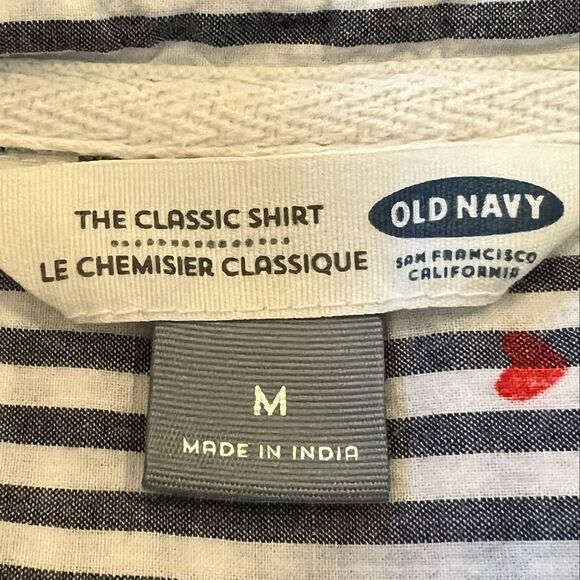 THE CLASSIC SHIRT
LE CHEMISIER CLASSIQUE
OLD NAVY
SAN FRANCISCO
CALIFORNIA
M
MADE IN INDIA